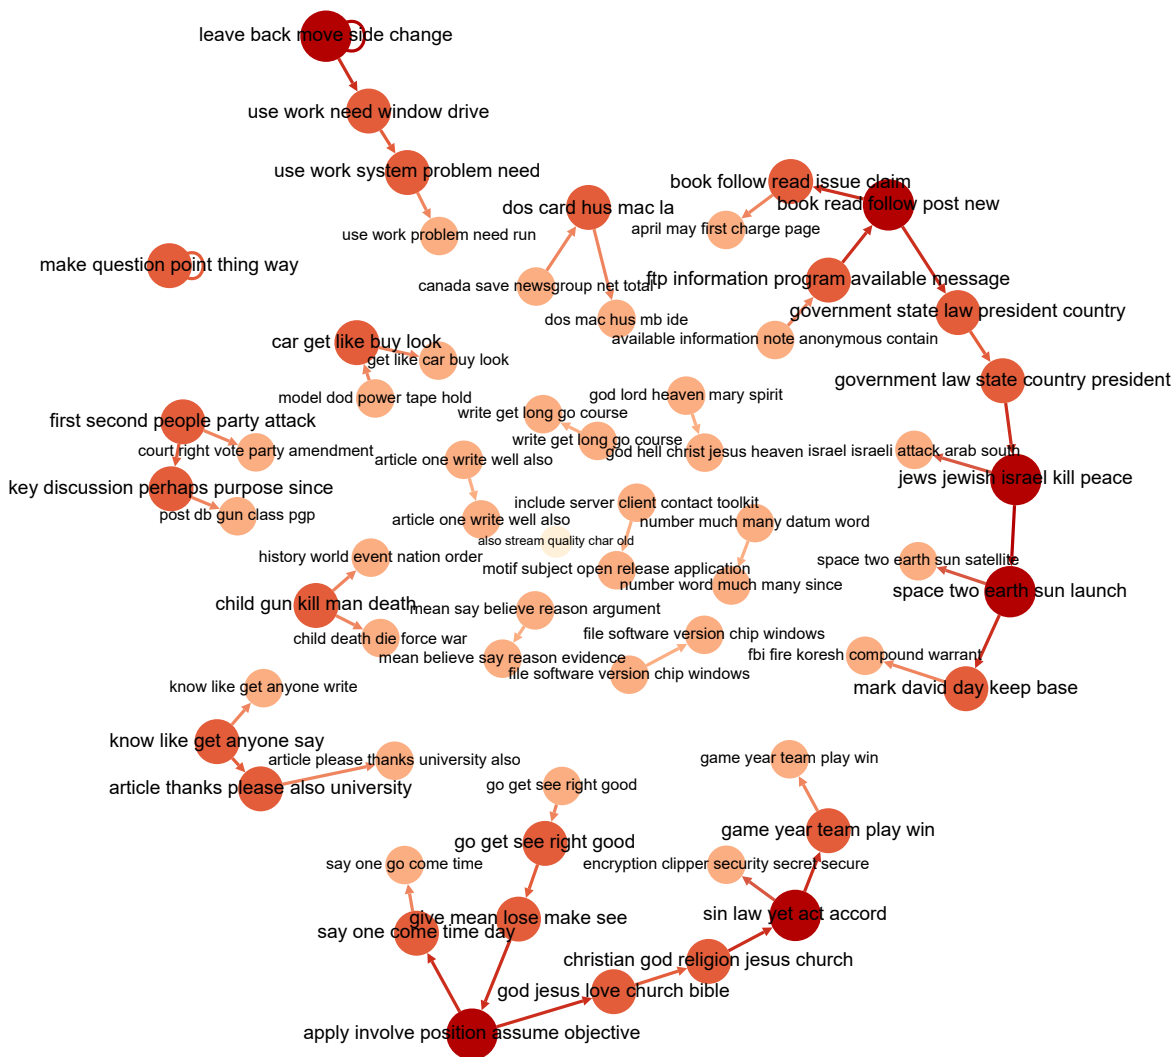 leave back move side change
use work need window drive
use work system problem need
use work problem need run
make question point thing way
dos card hus mac la
canada save newsgroup net total
dos mac hus mb ide
book follow read issue claim
book read follow post new
april may first charge page
ftp information program available message
government state law president country
available information note anonymous contain
government law state country president
car get like buy look
get like car buy look
model dod power tape hold
first second people party attack
court right vote party amendment
key discussion perhaps purpose since
post db gun class pgp
god lord heaven mary spirit
write get long go course
write get long go course
god hell christ jesus heaven
israel israeli attack arab south
jews jewish israel kill peace
article one write well also
article one write well also
include server client contact toolkit
number much many datum word
also stream quality char old
motif subject open release application
number word much many since
space two earth sun satellite
space two earth sun launch
history world event nation order
child gun kill man death
child death die force war
mean say believe reason argument
mean believe say reason evidence
file software version chip windows
file software version chip windows
fbi fire koresh compound warrant
mark david day keep base
know like get anyone write
know like get anyone say
article please thanks university also
article thanks please also university
game year team play win
go get see right good
game year team play win
go get see right good
say one go come time
encryption clipper security secret secure
give mean lose make see
say one come time day
sin law yet act accord
christian god religion jesus church
god jesus love church bible
apply involve position assume objective